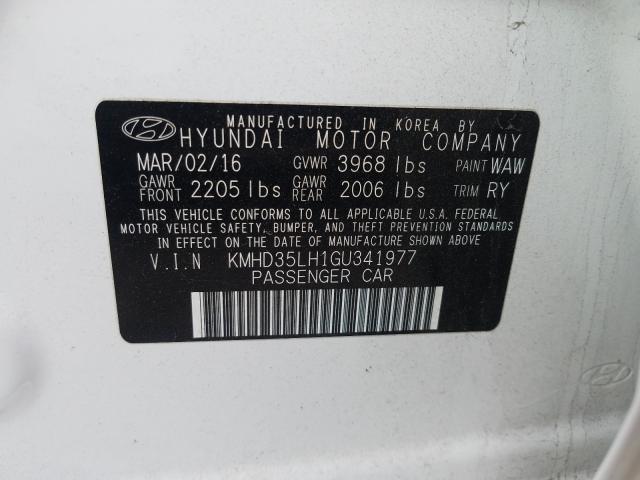 MANUFACTURED IN KOREA BY
HYUNDAI MOTOR COMPANY
MAR/02/16 GVWR 3968 lbs PAINT WAW
GAWR FRONT 2205 lbs GAWR REAR 2006 lbs TRIM RY
THIS VEHICLE CONFORMS TO ALL APPLICABLE U.S.A. FEDERAL
MOTOR VEHICLE SAFETY, BUMPER, AND THEFT PREVENTION STANDARDS
IN EFFECT ON THE DATE OF MANUFACTURE SHOWN ABOVE.
V.I.N KMHD35LH1GU341977
PASSENGER CAR